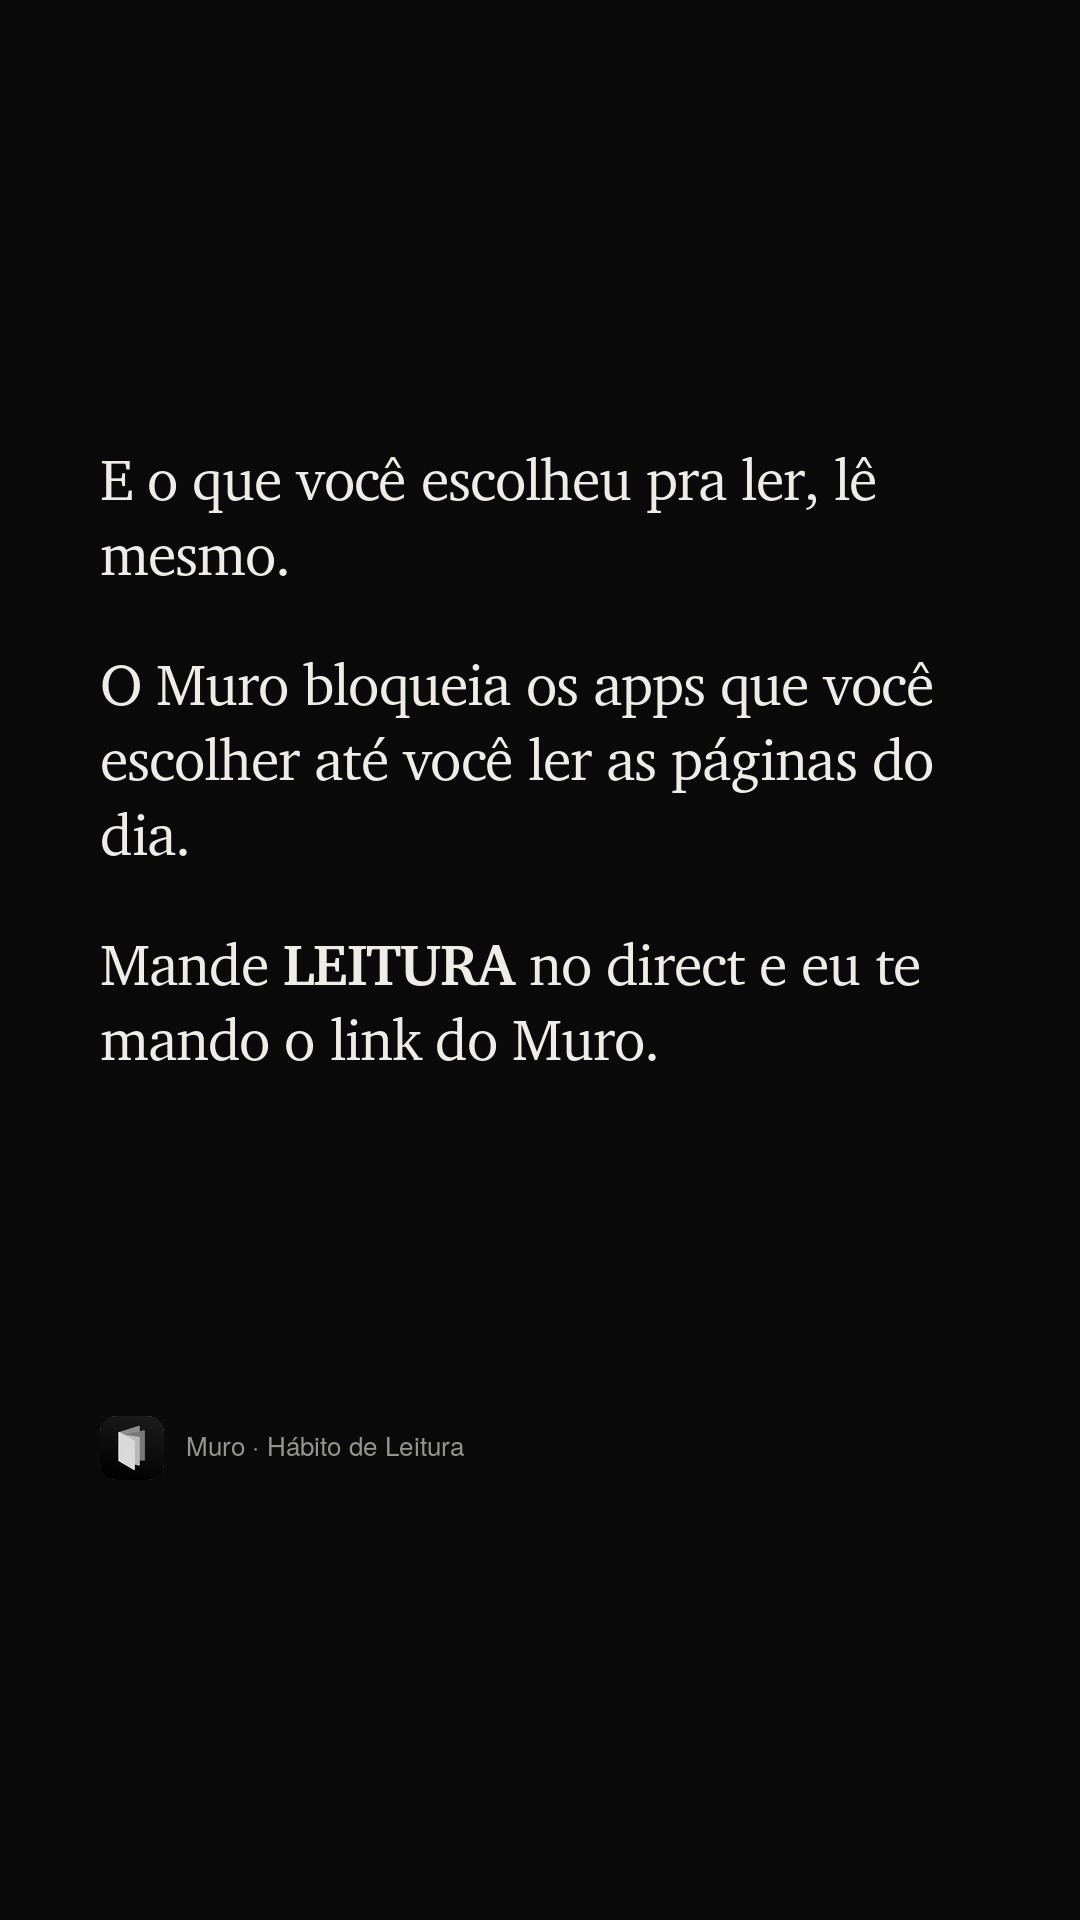 E o que você escolheu pra ler, lê
mesmo.
O Muro bloqueia os apps que você
escolher até você ler as páginas do
dia.
Mande LEITURA no direct e eu te
mando o link do Muro.
Muro · Hábito de Leitura